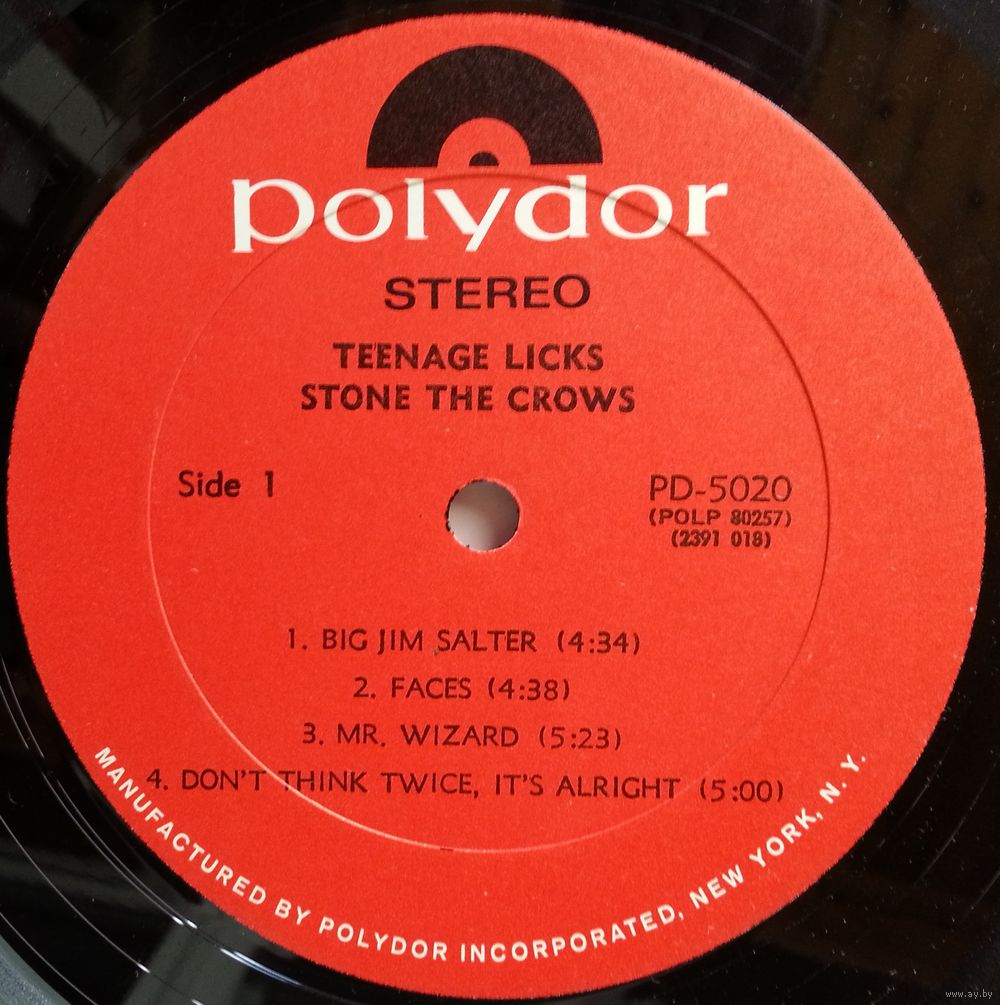 polydor
STEREO
TEENAGE LICKS
STONE THE CROWS
Side 1
PD-5020
(POLP 80257)
(2391 018)
1. BIG JIM SALTER (4:34)
2. FACES (4:38)
3. MR. WIZARD (5:23)
4. DON'T THINK TWICE, IT'S ALRIGHT (5:00)
MANUFACTURED BY POLYDOR INCORPORATED, NEW YORK, N. Y.
www.ay.by